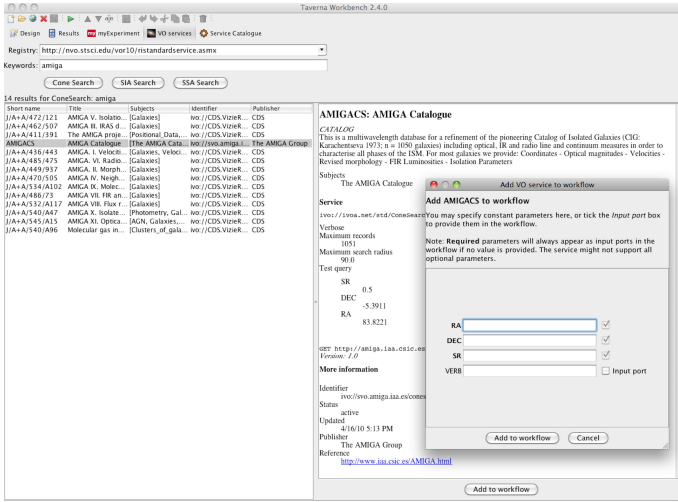 Taverna Workbench 2.4.0
Design Results my myExperiment VO services Service Catalogue
Registry: http://nvo.stsci.edu/vor10/ristandardservice.asmx
Keywords: amiga
Cone Search SIA Search SSA Search
14 results for ConeSearch: amiga
Short name Title Subjects Identifier Publisher
J/A+A/472/121 AMIGA V. Isolatio... [Galaxies] ivo://CDS.VizieR... CDS
J/A+A/462/507 AMIGA III. IRAS d... [Galaxies] ivo://CDS.VizieR... CDS
J/A+A/411/391 The AMIGA proje... [Positional_Data,... ivo://CDS.VizieR... CDS
AMIGACS AMIGA Catalogue [The AMIGA Cata... ivo://svo.amiga.i... The AMIGA Group
J/A+A/436/443 AMIGA. I. Velociti... [Galaxies, Veloci... ivo://CDS.VizieR... CDS
J/A+A/485/475 AMIGA. VI. Radio... [Galaxies] ivo://CDS.VizieR... CDS
J/A+A/449/937 AMIGA. II. Morph... [Galaxies] ivo://CDS.VizieR... CDS
J/A+A/470/505 AMIGA IV. Neigh... [Galaxies] ivo://CDS.VizieR... CDS
J/A+A/534/A102 AMIGA IX. Molec... [Galaxies] ivo://CDS.VizieR... CDS
J/A+A/486/73 AMIGA VII. FIR an... [Galaxies] ivo://CDS.VizieR... CDS
J/A+A/532/A117 AMIGA VIII. Flux r... [Galaxies] ivo://CDS.VizieR... CDS
J/A+A/540/A47 AMIGA X. Isolate... [Photometry, Gal... ivo://CDS.VizieR... CDS
J/A+A/545/A15 AMIGA XI. Optica... [AGN, Galaxies,... ivo://CDS.VizieR... CDS
J/A+A/540/A96 Molecular gas in... [Clusters_of_gala... ivo://CDS.VizieR... CDS
AMIGACS: AMIGA Catalogue
CATALOG
This is a multiwavelength database for a refinement of the pioneering Catalog of Isolated Galaxies (CIG:
Karachentseva 1973; n = 1050 galaxies) including optical, IR and radio line and continuum measures in order to
characterise all phases of the ISM. For most galaxies we provide: Coordinates - Optical magnitudes - Velocities -
Revised morphology - FIR Luminosities - Isolation Parameters
Subjects
The AMIGA Catalogue
Service
ivo://ivoa.net/std/ConeSearc
Verbose
Maximum records
1051
Maximum search radius
90.0
Test query
SR
0.5
DEC
-5.3911
RA
83.8221
GET http://amiga.iaa.csic.es
Version: 1.0
More information
Identifier
ivo://svo.amiga.iaa.es/cones
Status
active
Updated
4/16/10 5:13 PM
Publisher
The AMIGA Group
Reference
http://www.iaa.csic.es/AMIGA.html
Add to workflow
Add VO service to workflow
Add AMIGACS to workflow
You may specify constant parameters here, or tick the Input port box
to provide them in the workflow.
Note: Required parameters will always appear as input ports in the
workflow if no value is provided. The service might not support all
optional parameters.
RA
DEC
SR
VERB Input port
Add to workflow Cancel